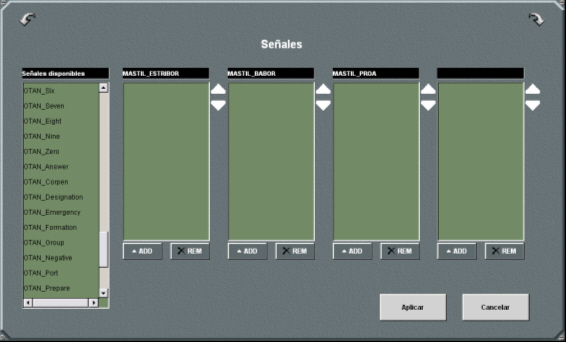 Señales
Señales disponibles
MASTIL_ESTRIBOR
MASTIL_BABOR
MASTIL_PROA
OTAN_Six
OTAN_Seven
OTAN_Eight
OTAN_Nine
OTAN_Zero
OTAN_Answer
OTAN_Corpen
OTAN_Designation
OTAN_Emergency
OTAN_Formation
OTAN_Group
OTAN_Negative
OTAN_Port
OTAN_Prepare
ADD REM
ADD REM
ADD REM
ADD REM
Aplicar
Cancelar